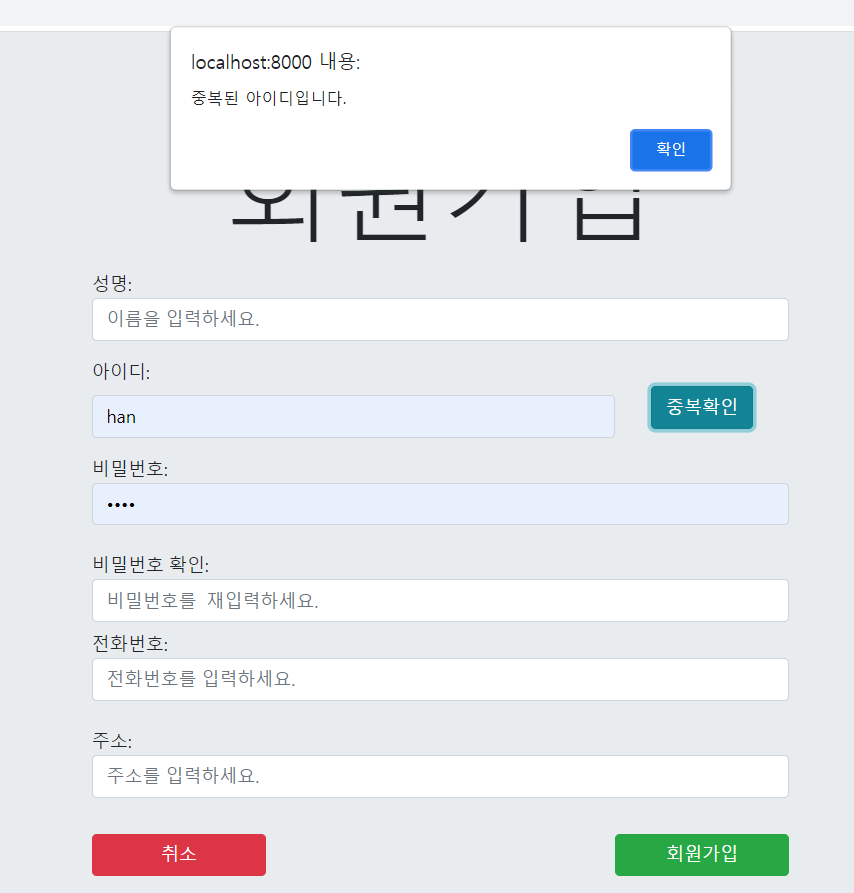 localhost:8000 내용:
중복된 아이디입니다.
확인
회원가입
성명:
이름을 입력하세요.
아이디:
han
중복확인
비밀번호:
••••
비밀번호 확인:
비밀번호를 재입력하세요.
전화번호:
전화번호를 입력하세요.
주소:
주소를 입력하세요.
취소
회원가입